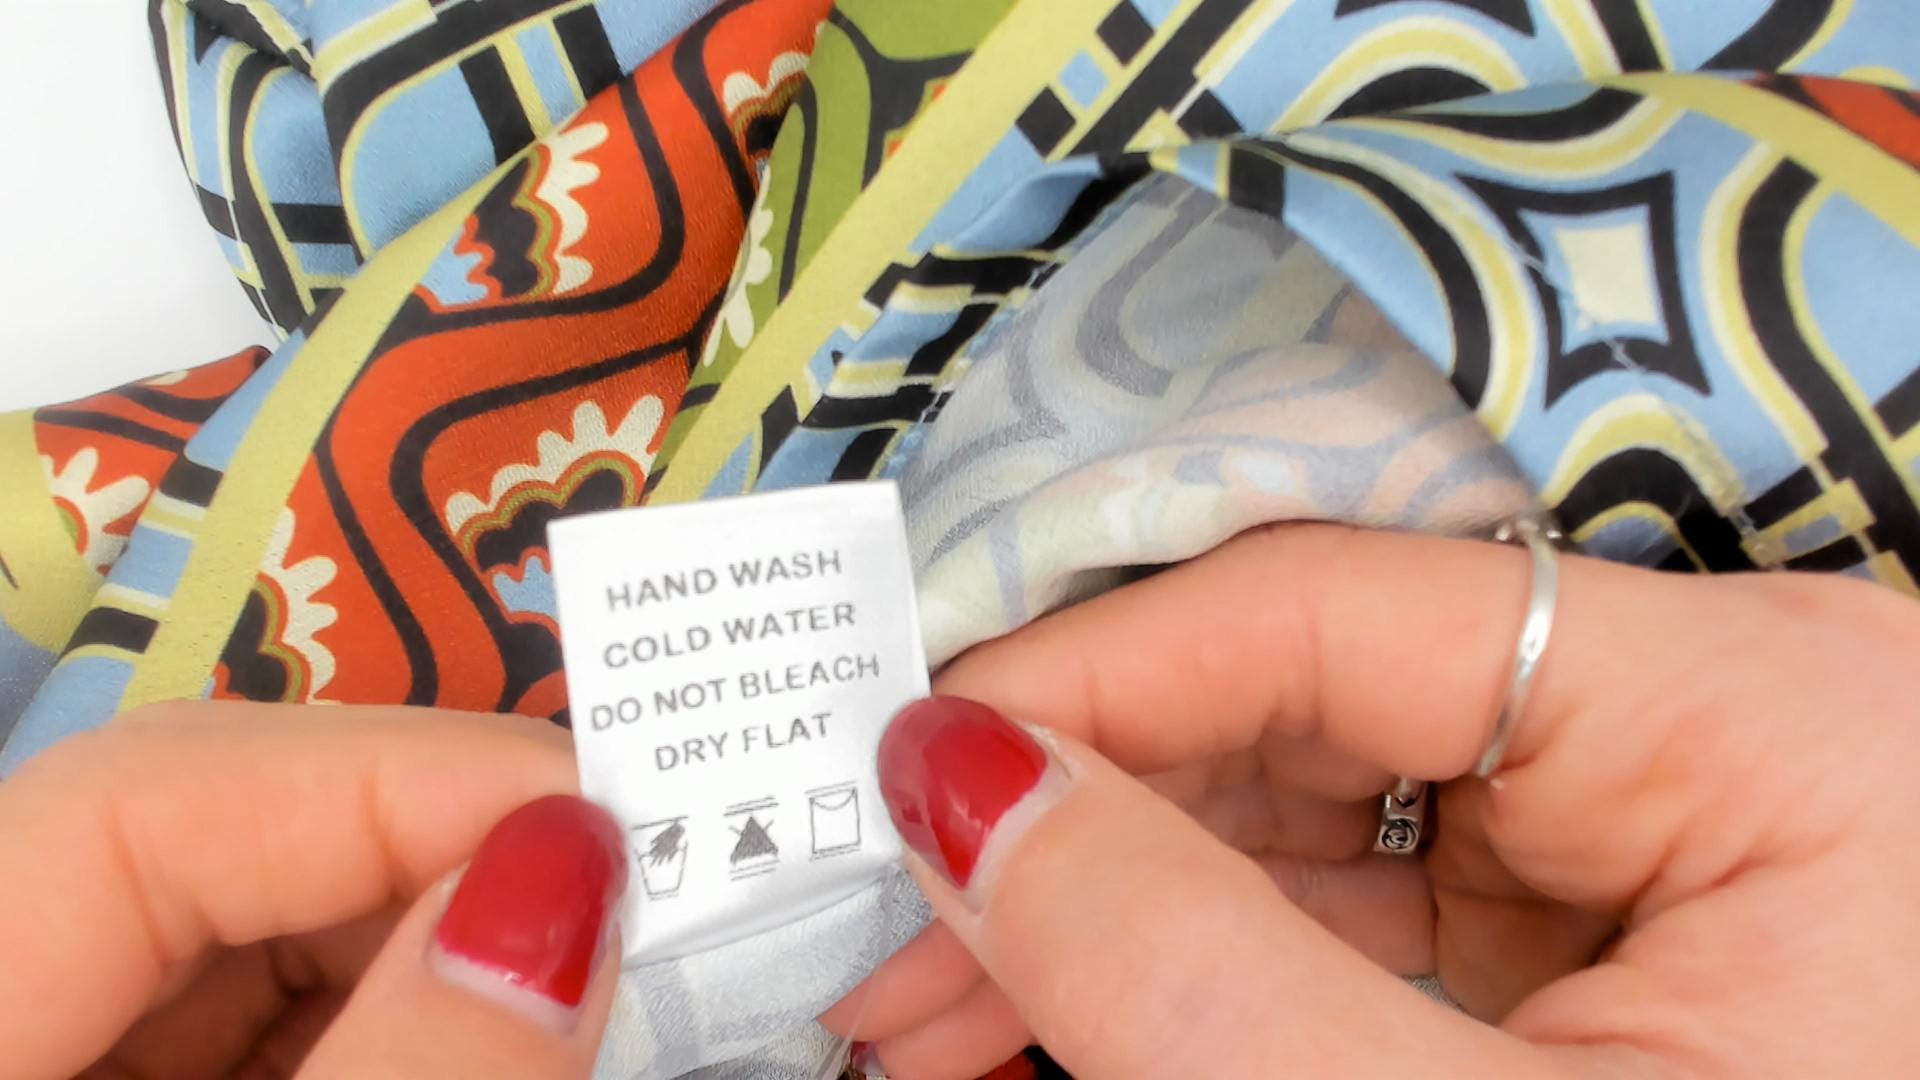 HAND WASH
COLD WATER
DO NOT BLEACH
DRY FLAT